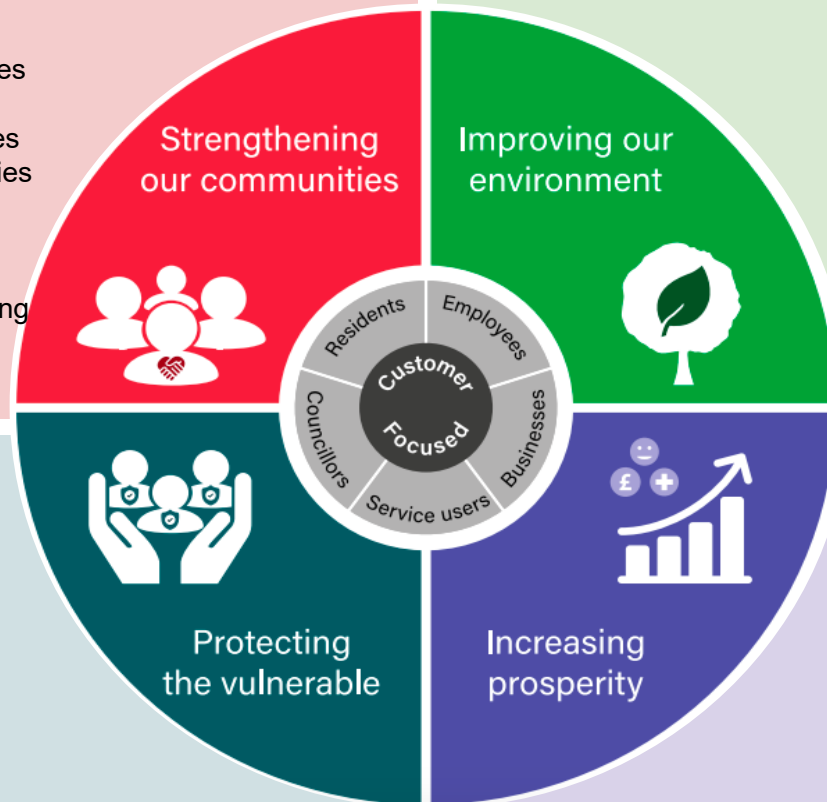 Strengthening
our communities
Improving our
environment
Residents
Employees
Customer
Focused
Councillors
Businesses
Service users
£
Protecting
the vulnerable
Increasing
prosperity
ing